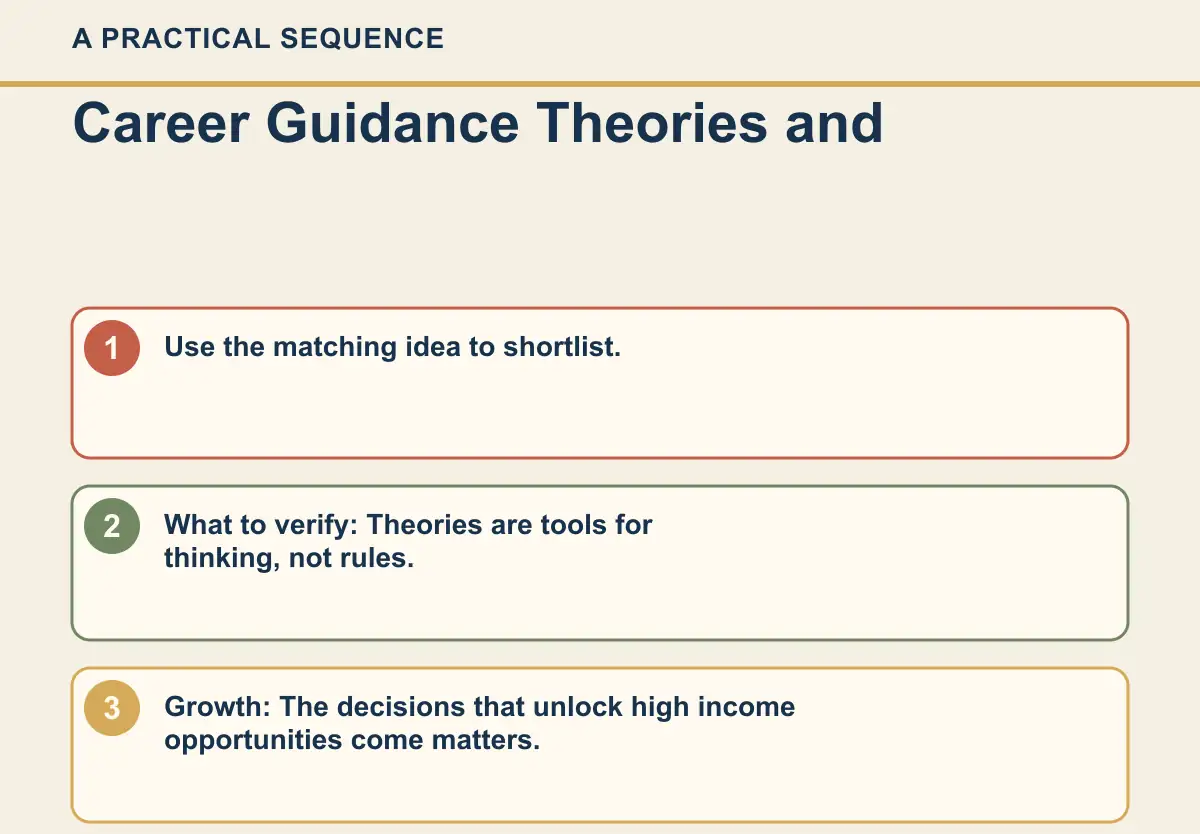 A PRACTICAL SEQUENCE
Career Guidance Theories and
1
Use the matching idea to shortlist.
2
What to verify: Theories are tools for
thinking, not rules.
3
Growth: The decisions that unlock high income
opportunities come matters.